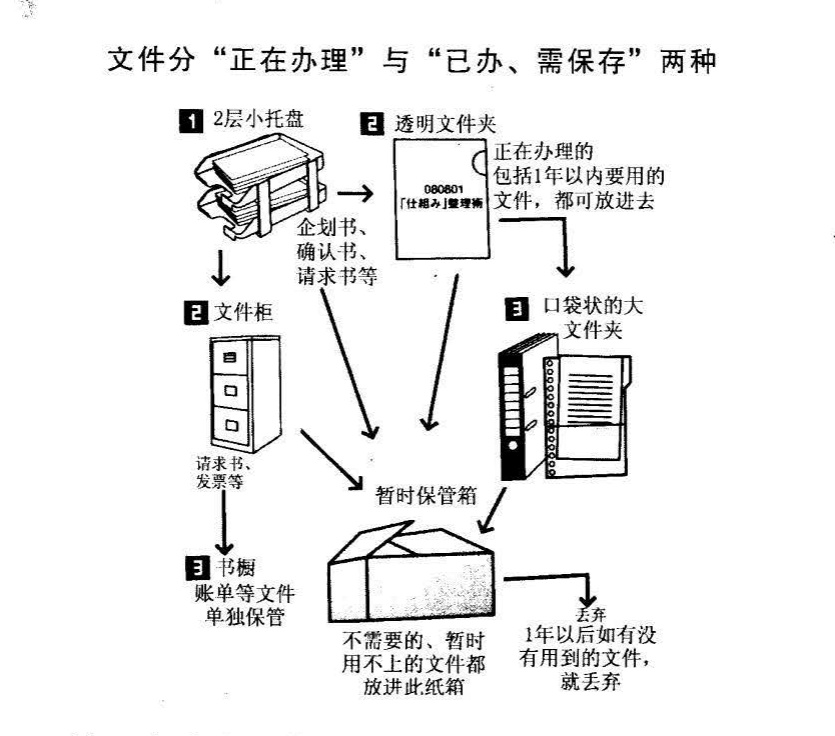 文件分“正在办理”与“已办、需保存”两种
1 2层小托盘
2 透明文件夹
正在办理的
包括1年以内要用的
文件，都可放进去
080801
「仕組み」整理術
企划书、
确认书、
请求书等
2 文件柜
3 口袋状的大
文件夹
请求书、
发票等
暂时保管箱
3 书橱
账单等文件
单独保管
不需要的、暂时
用不上的文件都
放进此纸箱
丢弃
1年以后如有没
有用到的文件，
就丢弃